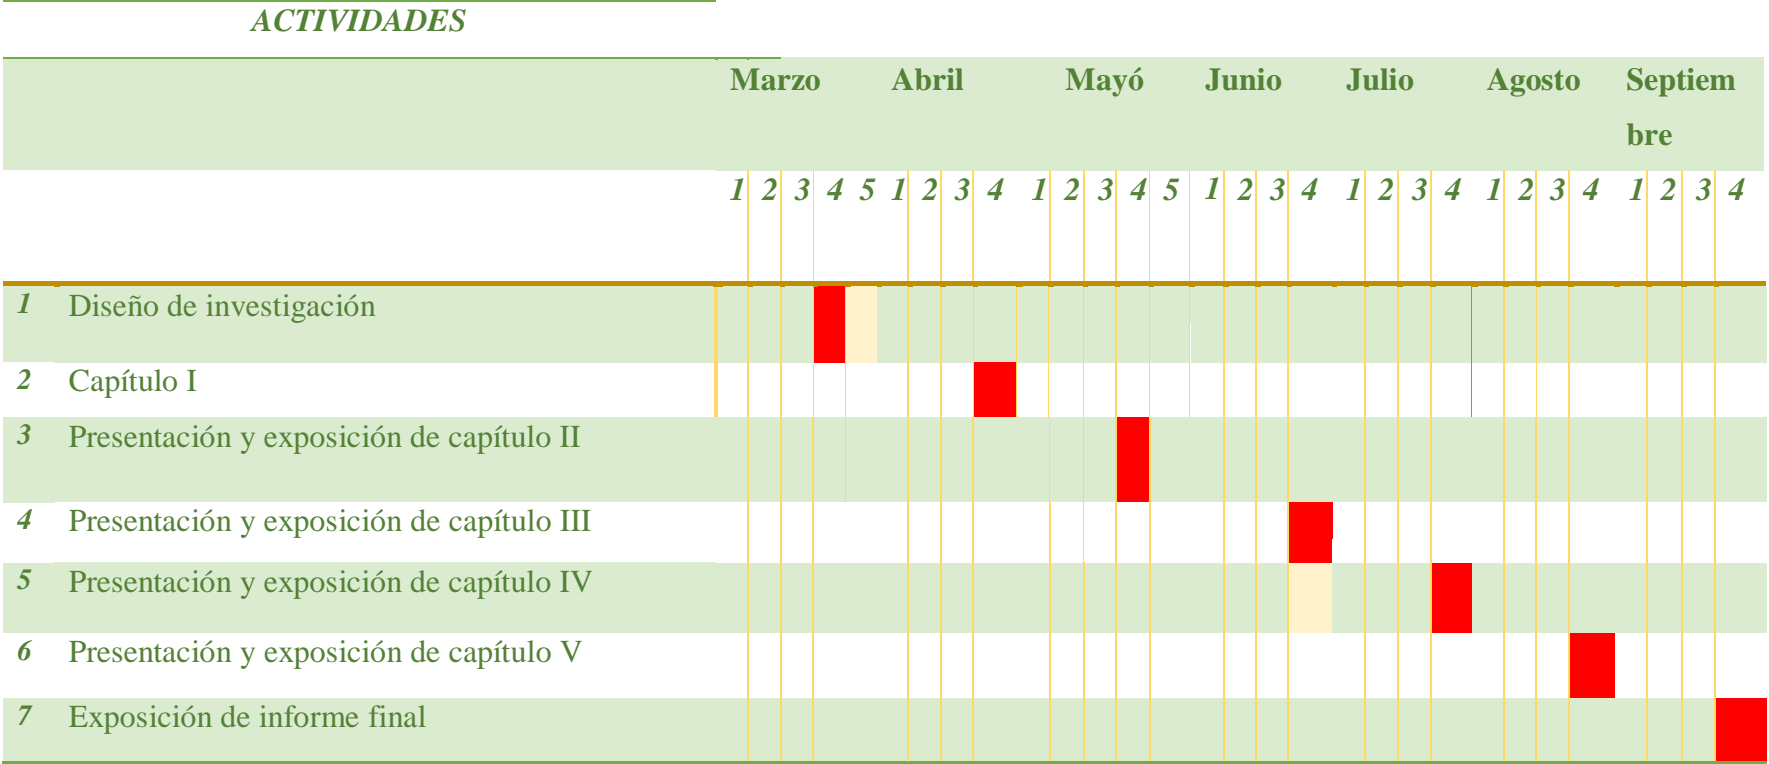 ACTIVIDADES
Marzo Abril Mayó Junio Julio Agosto Septiem
bre
1 2 3 4 5 1 2 3 4 1 2 3 4 5 1 2 3 4 1 2 3 4 1 2 3 4 1 2 3 4
1 Diseño de investigación
2 Capítulo I
3 Presentación y exposición de capítulo II
4 Presentación y exposición de capítulo III
5 Presentación y exposición de capítulo IV
6 Presentación y exposición de capítulo V
7 Exposición de informe final